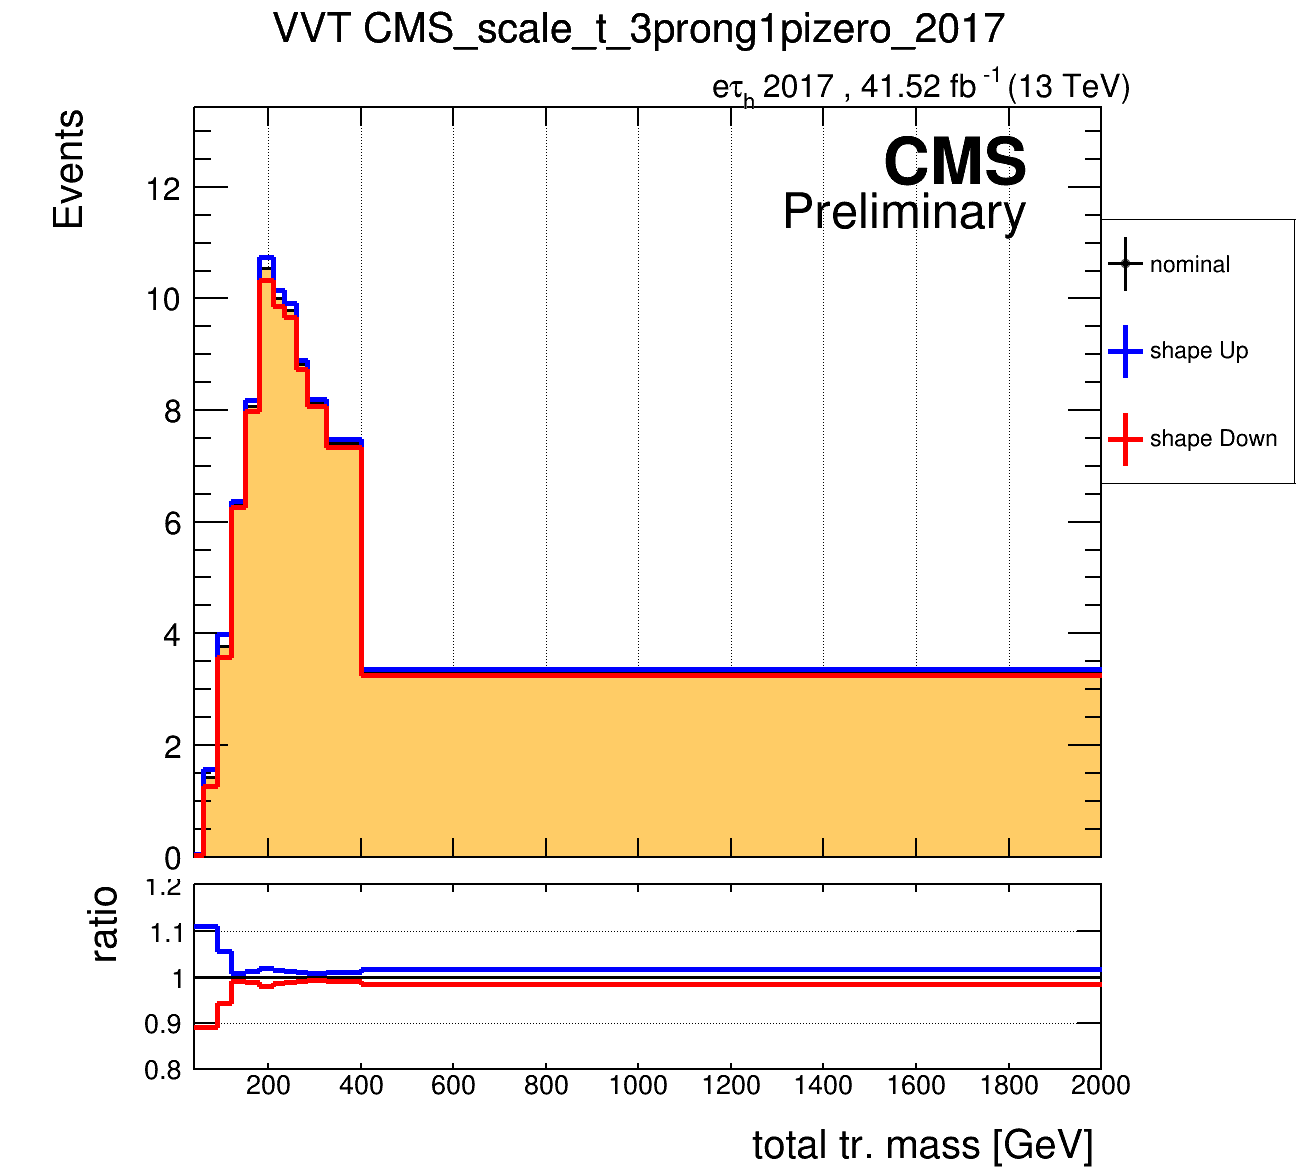 VVT CMS_scale_t_3prong1pizero_2017
eτh 2017 , 41.52 fb -1 (13 TeV)
Events
CMS
Preliminary
12
10
8
6
4
2
0
nominal
shape Up
shape Down
ratio
1.2
1.1
1
0.9
0.8
200 400 600 800 1000 1200 1400 1600 1800 2000
total tr. mass [GeV]